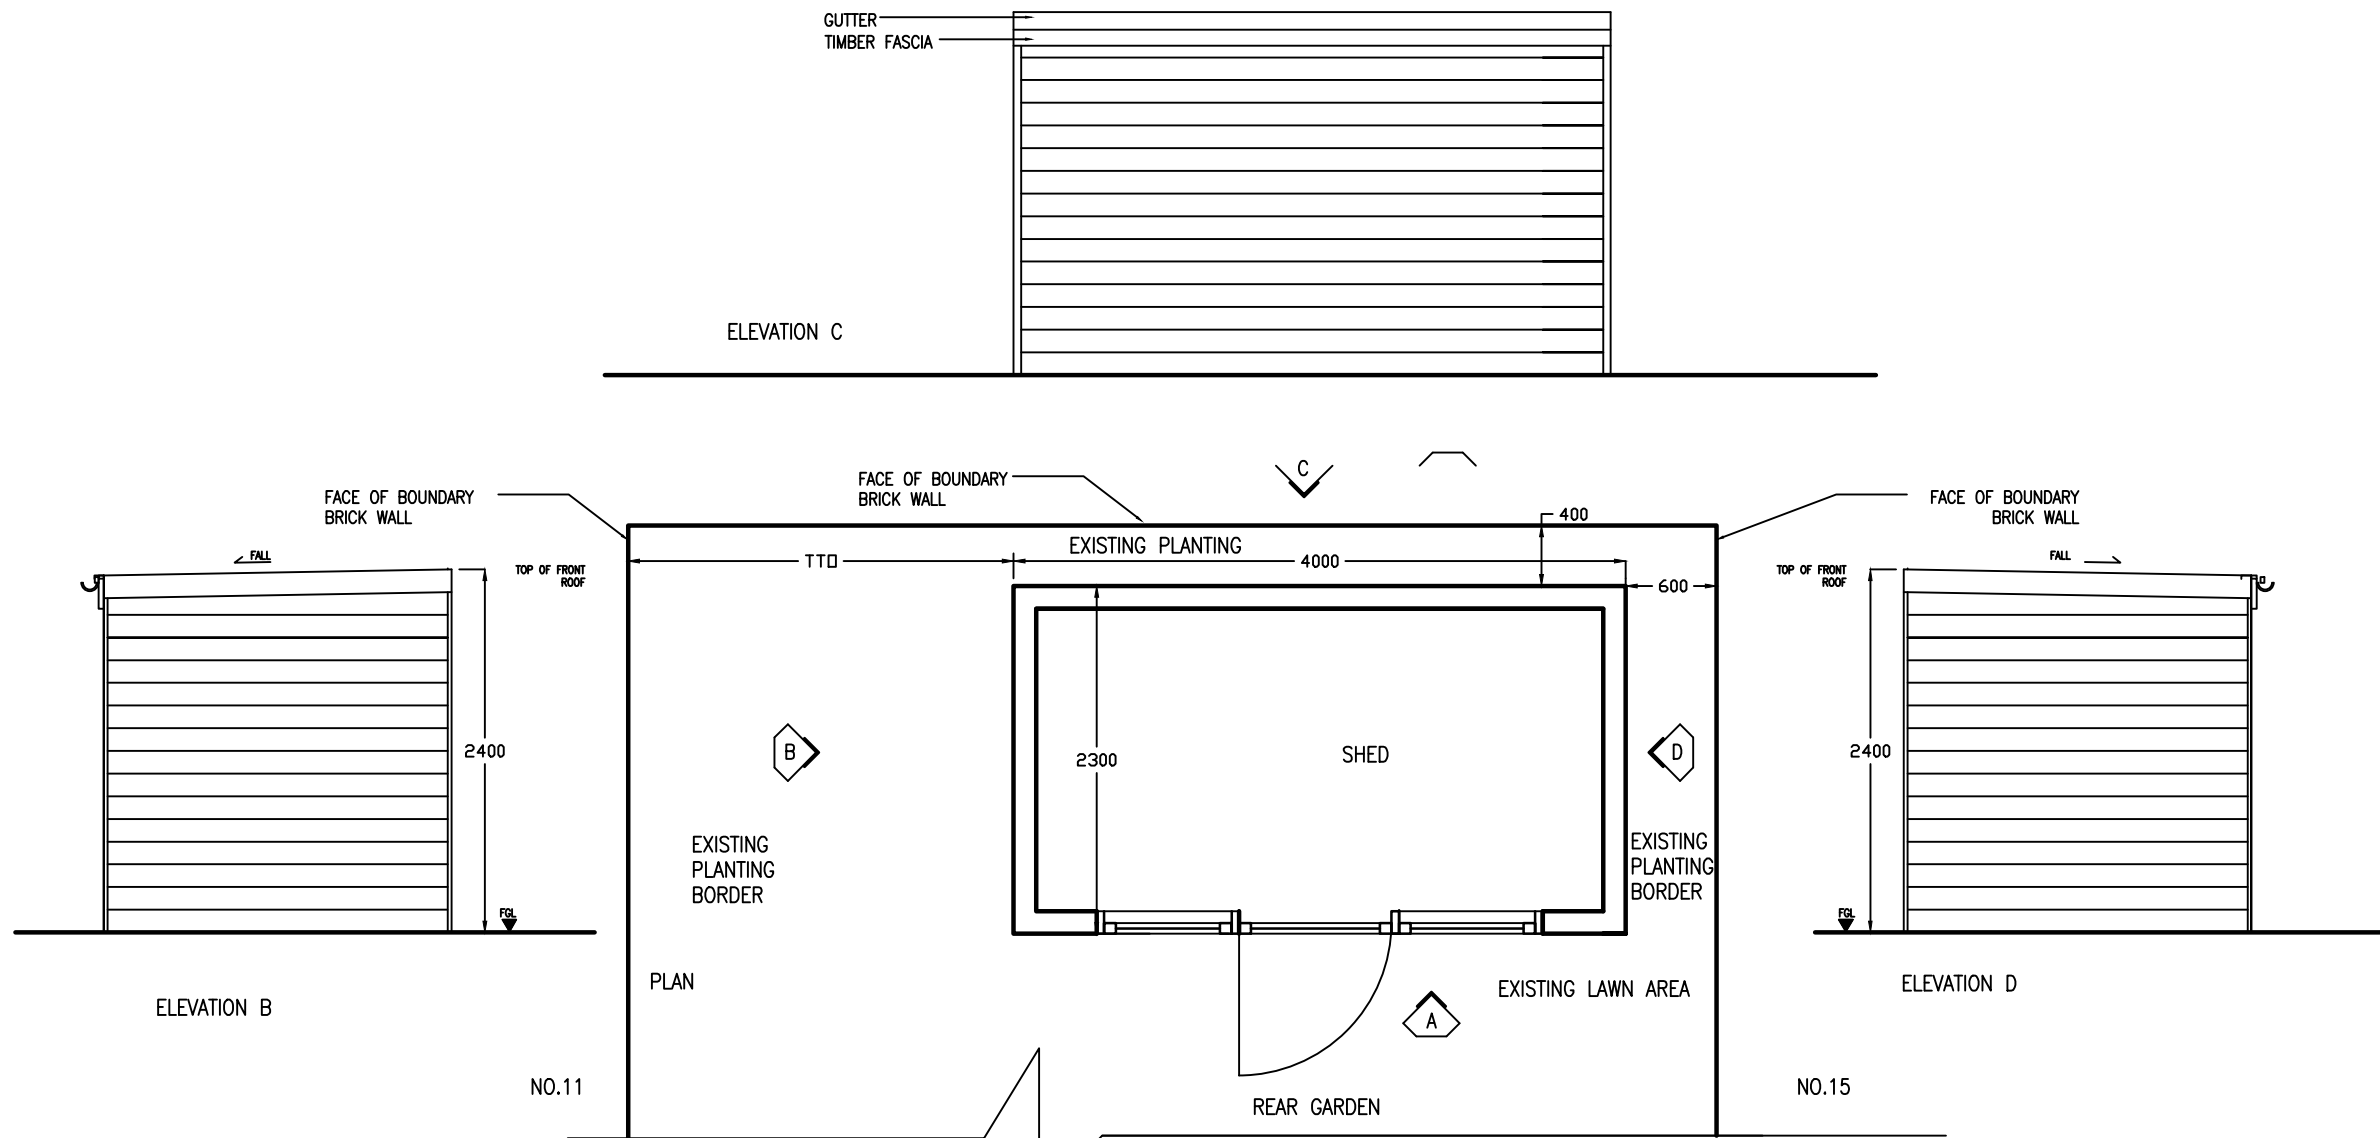 GUTTER
TIMBER FASCIA
ELEVATION C
C
FACE OF BOUNDARY
BRICK WALL
FACE OF BOUNDARY
BRICK WALL
FACE OF BOUNDARY
BRICK WALL
400
EXISTING PLANTING
TTO
4000
600
FALL
TOP OF FRONT
ROOF
FALL
TOP OF FRONT
ROOF
2400
B
2300
SHED
D
2400
EXISTING
PLANTING
BORDER
EXISTING
PLANTING
BORDER
FGL
FGL
PLAN
EXISTING LAWN AREA
ELEVATION B
ELEVATION D
A
NO.11
REAR GARDEN
NO.15